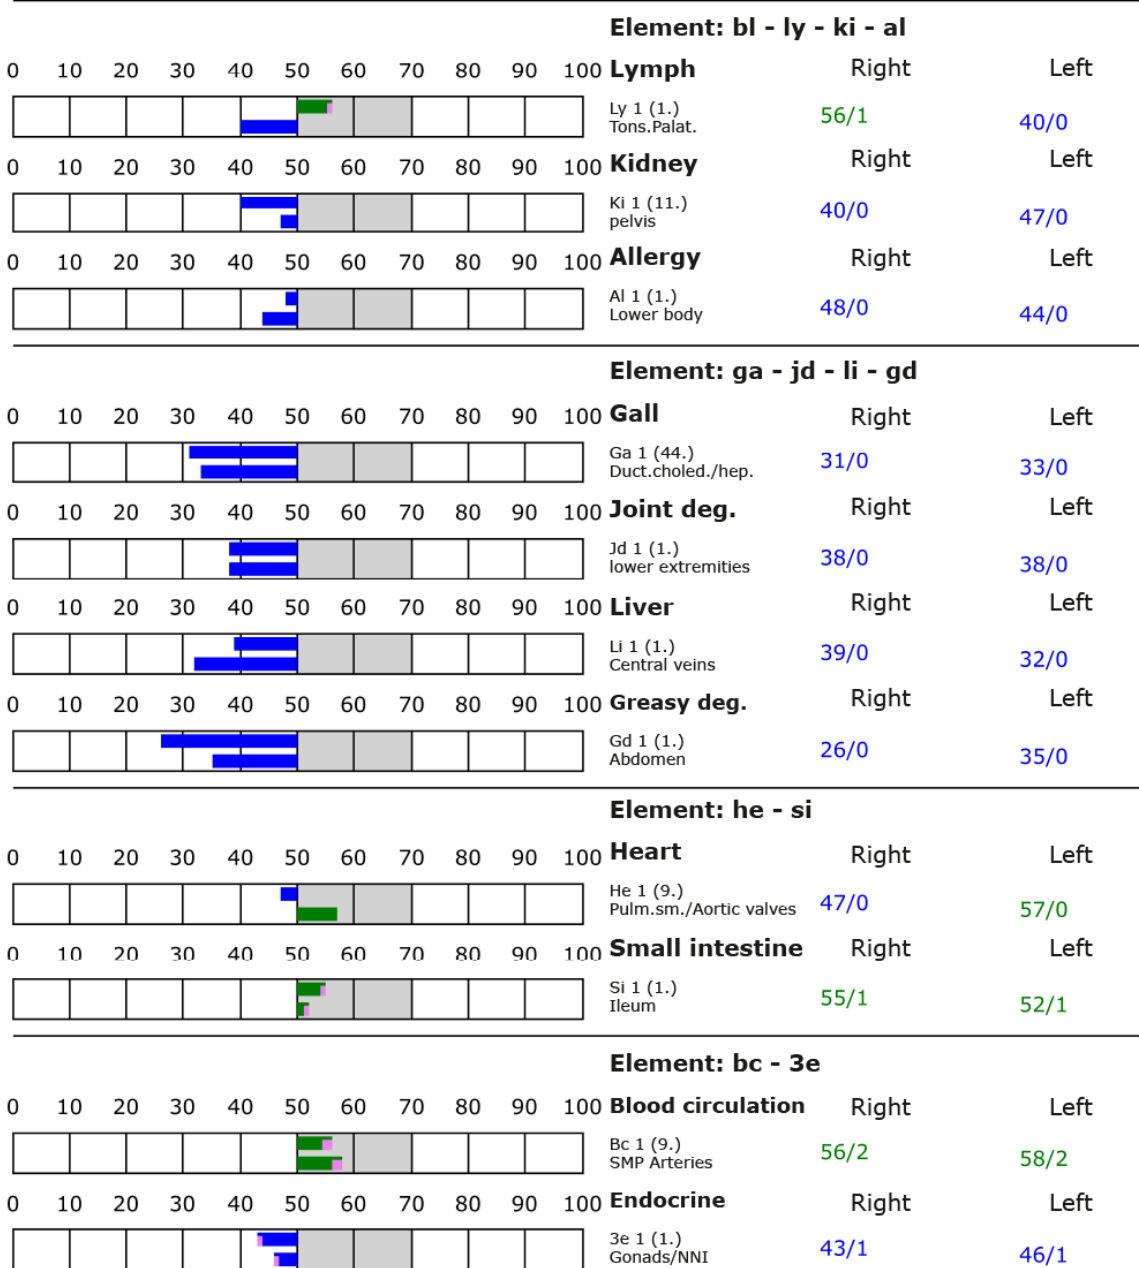 Element: bl - ly - ki - al
0 10 20 30 40 50 60 70 80 90 100 Lymph Right Left
Ly 1 (1.) 56/1 40/0
Tons.Palat.
0 10 20 30 40 50 60 70 80 90 100 Kidney Right Left
Ki 1 (11.) 40/0 47/0
pelvis
0 10 20 30 40 50 60 70 80 90 100 Allergy Right Left
Al 1 (1.) 48/0 44/0
Lower body
Element: ga - jd - li - gd
0 10 20 30 40 50 60 70 80 90 100 Gall Right Left
Ga 1 (44.) 31/0 33/0
Duct.choled./hep.
0 10 20 30 40 50 60 70 80 90 100 Joint deg. Right Left
Jd 1 (1.) 38/0 38/0
lower extremities
0 10 20 30 40 50 60 70 80 90 100 Liver Right Left
Li 1 (1.) 39/0 32/0
Central veins
0 10 20 30 40 50 60 70 80 90 100 Greasy deg. Right Left
Gd 1 (1.) 26/0 35/0
Abdomen
Element: he - si
0 10 20 30 40 50 60 70 80 90 100 Heart Right Left
He 1 (9.) 47/0 57/0
Pulm.sm./Aortic valves
0 10 20 30 40 50 60 70 80 90 100 Small intestine Right Left
Si 1 (1.) 55/1 52/1
Ileum
Element: bc - 3e
0 10 20 30 40 50 60 70 80 90 100 Blood circulation Right Left
Bc 1 (9.) 56/2 58/2
SMP Arteries
0 10 20 30 40 50 60 70 80 90 100 Endocrine Right Left
3e 1 (1.) 43/1 46/1
Gonads/NNI